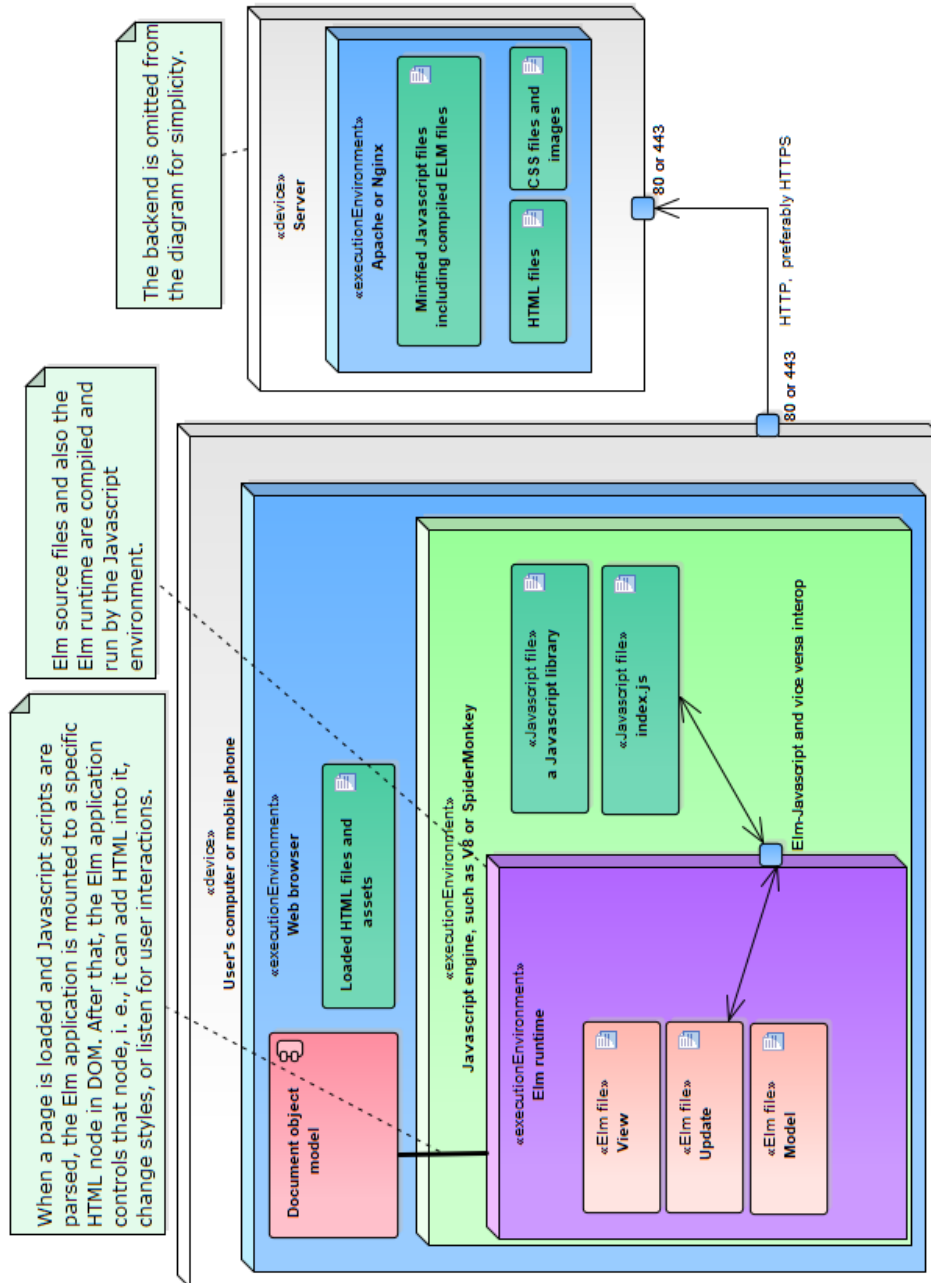 When a page is loaded and Javascript scripts are
parsed, the Elm application is mounted to a specific
HTML node in DOM. After that, the Elm application
controls that node, i. e., it can add HTML into it,
change styles, or listen for user interactions.
Elm source files and also the
Elm runtime are compiled and
run by the Javascript
environment.
The backend is omitted from
the diagram for simplicity.
«device»
User's computer or mobile phone
«executionEnvironment»
Web browser
Document object
model
Loaded HTML files and
assets
«executionEnvironment»
Javascript engine, such as V8 or SpiderMonkey
«executionEnvironment»
Elm runtime
«Elm file»
View
«Elm file»
Update
«Elm file»
Model
«Javascript file»
a Javascript library
«Javascript file»
index.js
Elm-Javascript and vice versa interop
80 or 443
HTTP, preferably HTTPS
80 or 443
«device»
Server
«executionEnvironment»
Apache or Nginx
Minified Javascript files
including compiled ELM files
HTML files
CSS files and
images